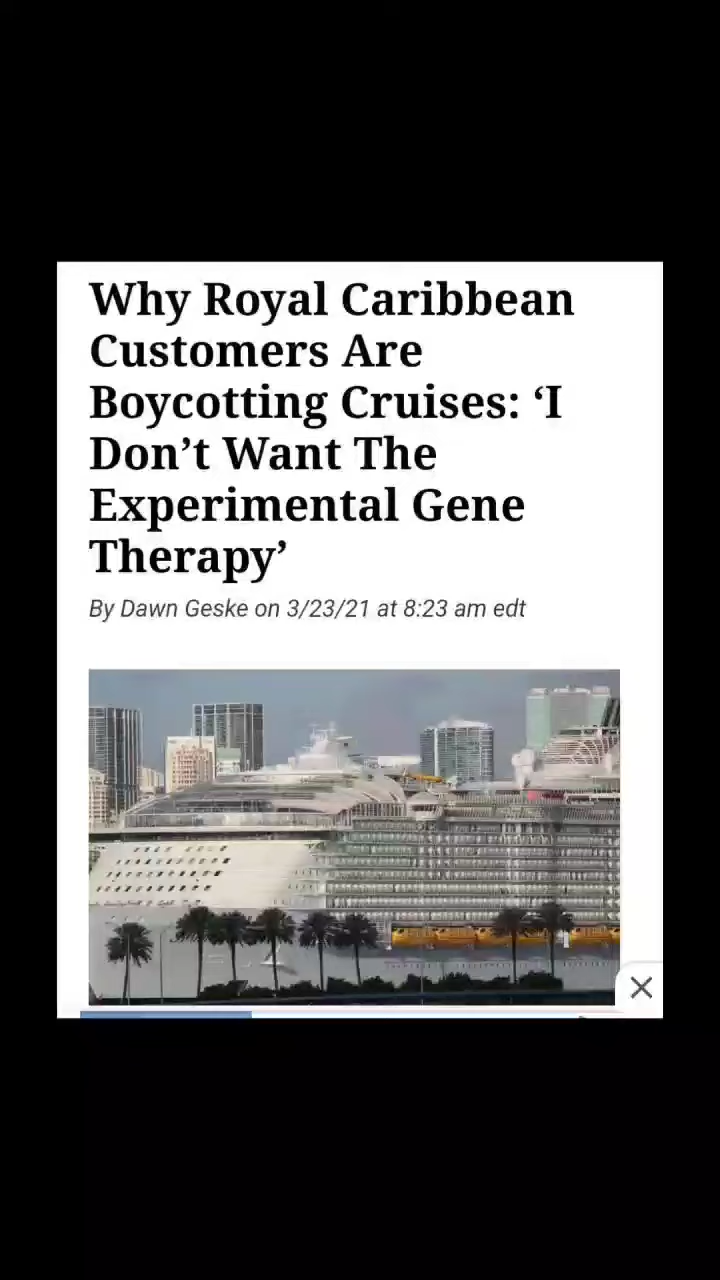 Why Royal Caribbean
Customers Are
Boycotting Cruises: ‘I
Don’t Want The
Experimental Gene
Therapy’
By Dawn Geske on 3/23/21 at 8:23 am edt